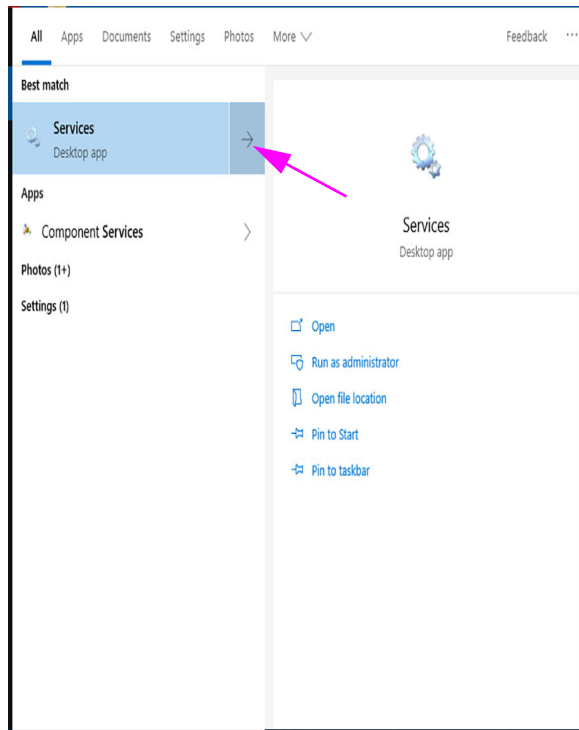 All Apps Documents Settings Photos More Feedback ...
Best match
Services
Desktop app
Apps
Component Services
Photos (1+)
Settings (1)
Services
Desktop app
Open
Run as administrator
Open file location
Pin to Start
Pin to taskbar